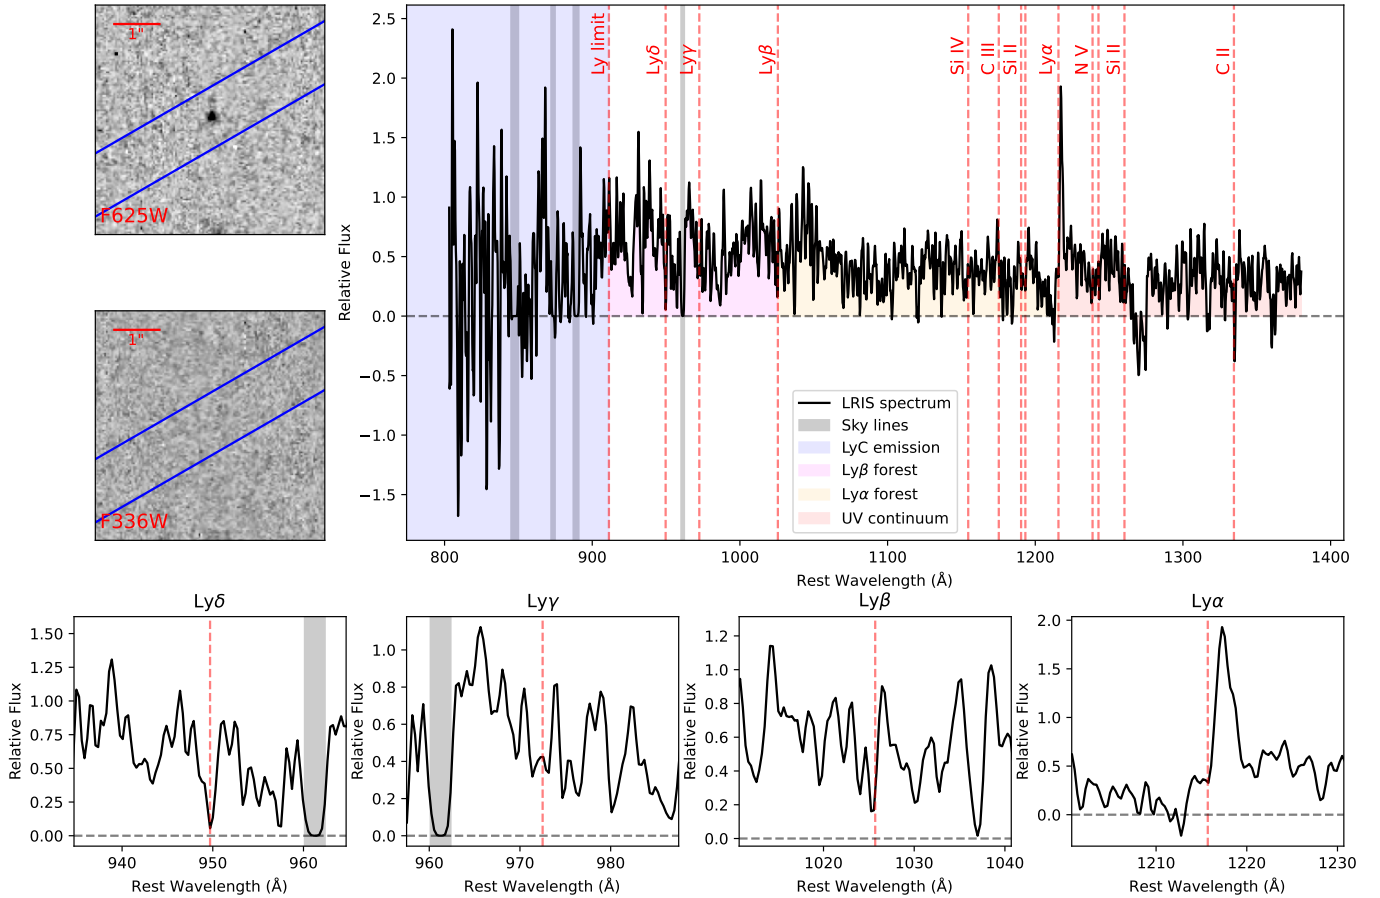 1"
F625W
1"
F336W
Relative Flux
2.5
2.0
1.5
1.0
0.5
0.0
−0.5
−1.0
−1.5
Ly limit
Lyδ
Lyγ
Lyβ
Si IV
C III
Si II
Lyα
N V
Si II
C II
LRIS spectrum
Sky lines
LyC emission
Lyβ forest
Lyα forest
UV continuum
800 900 1000 1100 1200 1300 1400
Rest Wavelength (Å)
Lyδ
Relative Flux
1.50
1.25
1.00
0.75
0.50
0.25
0.00
940 950 960
Rest Wavelength (Å)
Lyγ
Relative Flux
1.0
0.8
0.6
0.4
0.2
0.0
960 970 980
Rest Wavelength (Å)
Lyβ
Relative Flux
1.2
1.0
0.8
0.6
0.4
0.2
0.0
1020 1030 1040
Rest Wavelength (Å)
Lyα
Relative Flux
2.0
1.5
1.0
0.5
0.0
1210 1220 1230
Rest Wavelength (Å)